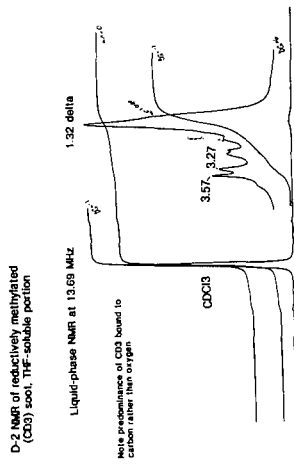 D-2 NMR of reductively methylated
(CD3) soot, THF-soluble portion
Liquid-phase NMR at 13.69 MHz
1.32 delta
Note predominance of CD3 bound to
carbon rather than oxygen
CDCl3
3.57
3.27